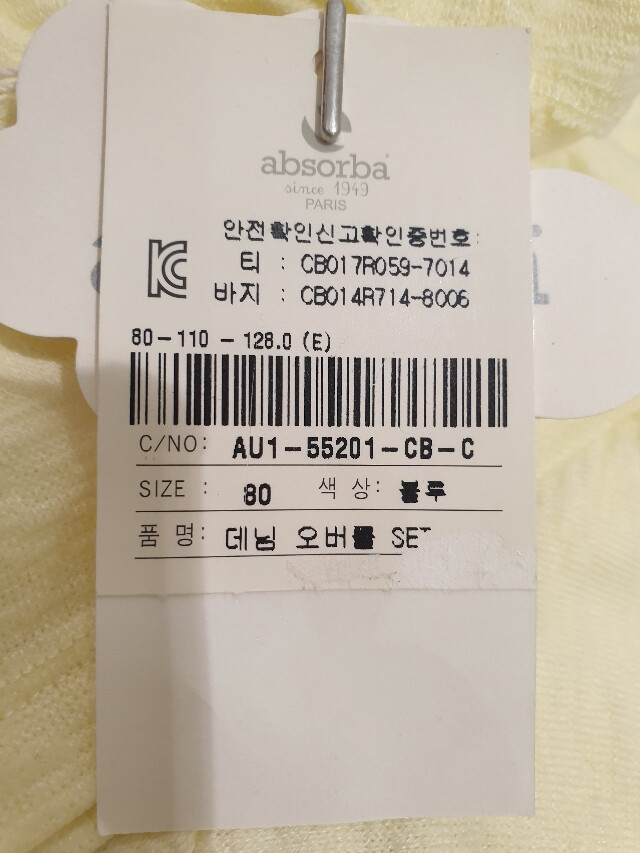 absorba
since 1949
PARIS
안전확인신고확인증번호:
티 : CB017R059-7014
바지 : CB014R714-8006
80-110 - 128.0 (E)
C/NO: AU1-55201-CB-C
SIZE : 80 색 상: 블루
품 명: 데님 오버롤 SET